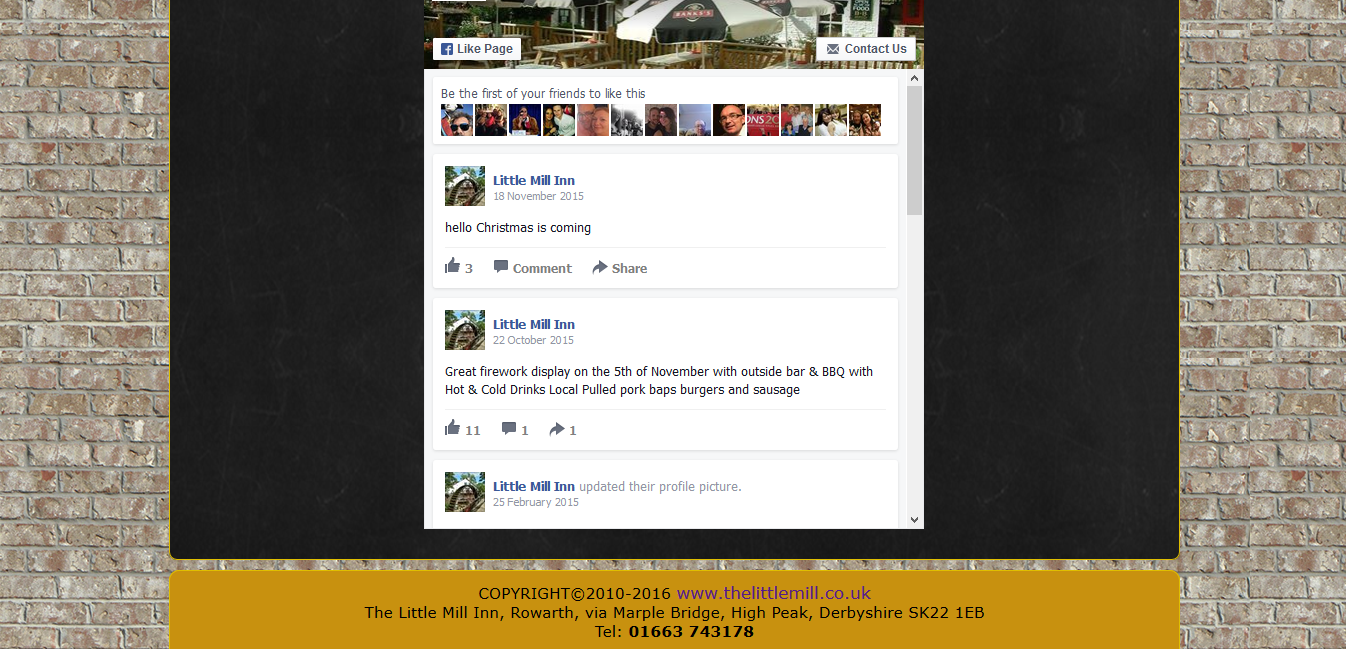 BANKS'S
OPEN
FOOD
Like Page
Contact Us
Be the first of your friends to like this
Little Mill Inn
18 November 2015
hello Christmas is coming
3 Comment Share
Little Mill Inn
22 October 2015
Great firework display on the 5th of November with outside bar & BBQ with
Hot & Cold Drinks Local Pulled pork baps burgers and sausage
11 1 1
Little Mill Inn updated their profile picture.
25 February 2015
COPYRIGHT©2010-2016 www.thelittlemill.co.uk
The Little Mill Inn, Rowarth, via Marple Bridge, High Peak, Derbyshire SK22 1EB
Tel: 01663 743178